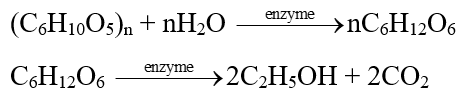 (C₆H₁₀O₅)ₙ + nH₂O —enzyme→ nC₆H₁₂O₆
C₆H₁₂O₆ —enzyme→ 2C₂H₅OH + 2CO₂